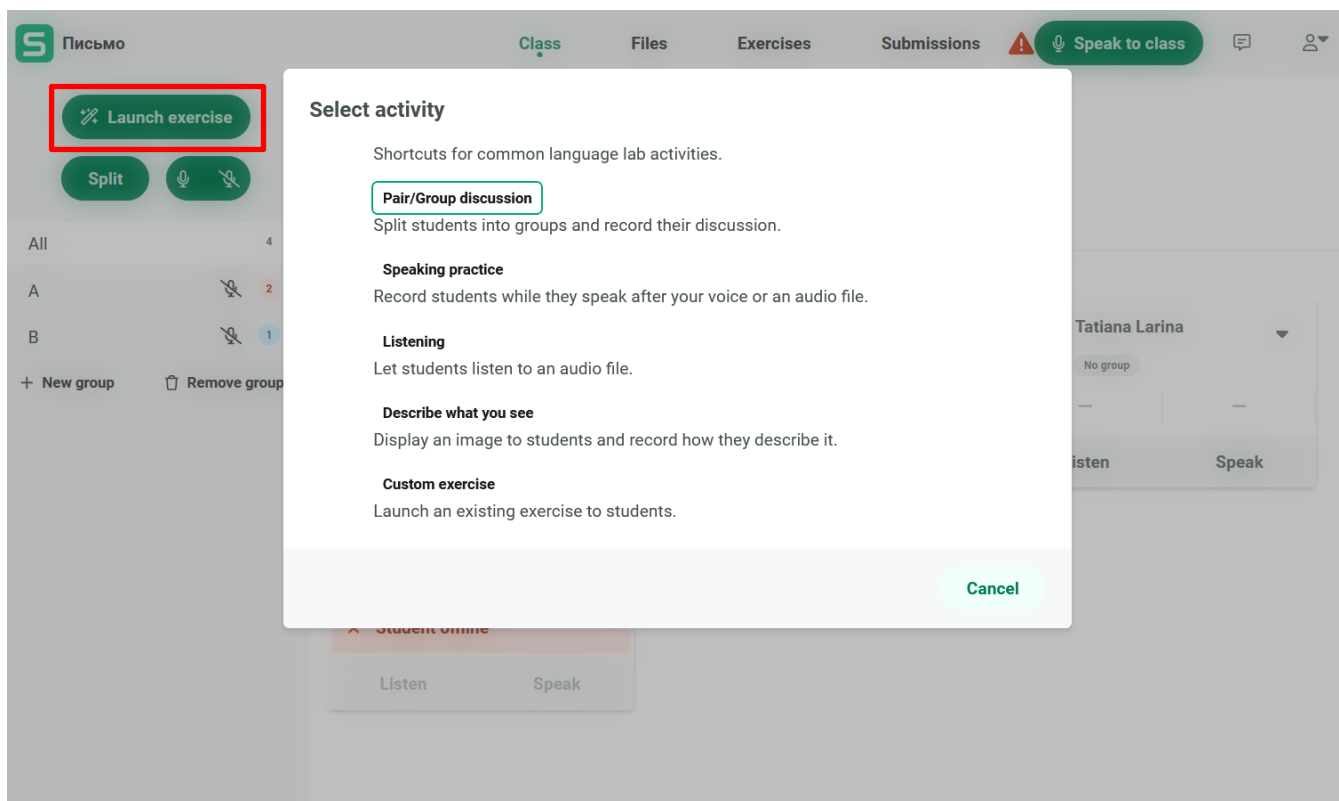 S Письмо Class Files Exercises Submissions Speak to class
Launch exercise
Split
All 4
A 2
B 1
New group Remove group
Select activity
Shortcuts for common language lab activities.
Pair/Group discussion
Split students into groups and record their discussion.
Speaking practice
Record students while they speak after your voice or an audio file.
Listening
Let students listen to an audio file.
Describe what you see
Display an image to students and record how they describe it.
Custom exercise
Launch an existing exercise to students.
Cancel
Tatiana Larina
No group
isten Speak
Student offline
Listen Speak